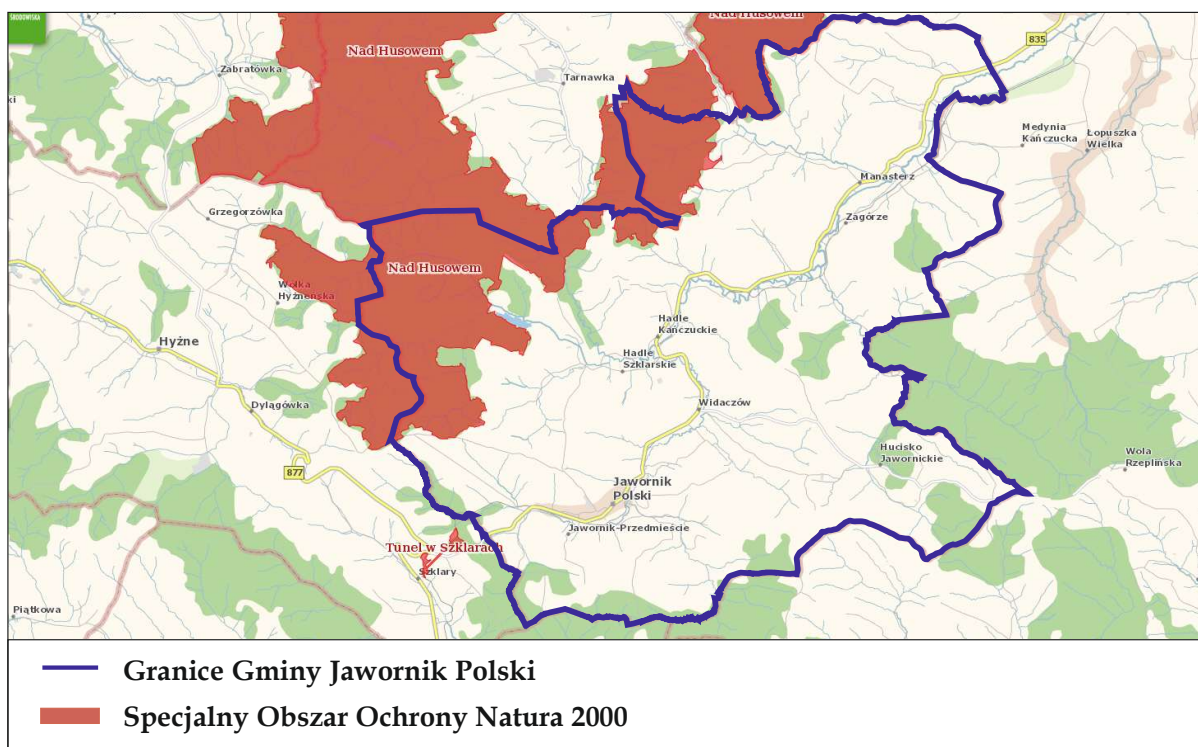 ŚRODOWISKA
Nad Husowem
Nad Husowem
835
Zabratówka
Tarnawka
ki
Medynia
Kańczucka
Łopuszka
Wielka
Manasterz
Grzegorzówka
Zagórze
Nad Husowem
Wólka
Hyżneńska
Hadle
Kańczuckie
Hyżne
Hadle
Szklarskie
Dylągówka
Widaczów
Hucisko
Jawornickie
Wola
Rzeplińska
877
Jawornik
Polski
Jawornik-Przedmieście
Tunel w Szklarach
Szklary
Piątkowa
Granice Gminy Jawornik Polski
Specjalny Obszar Ochrony Natura 2000